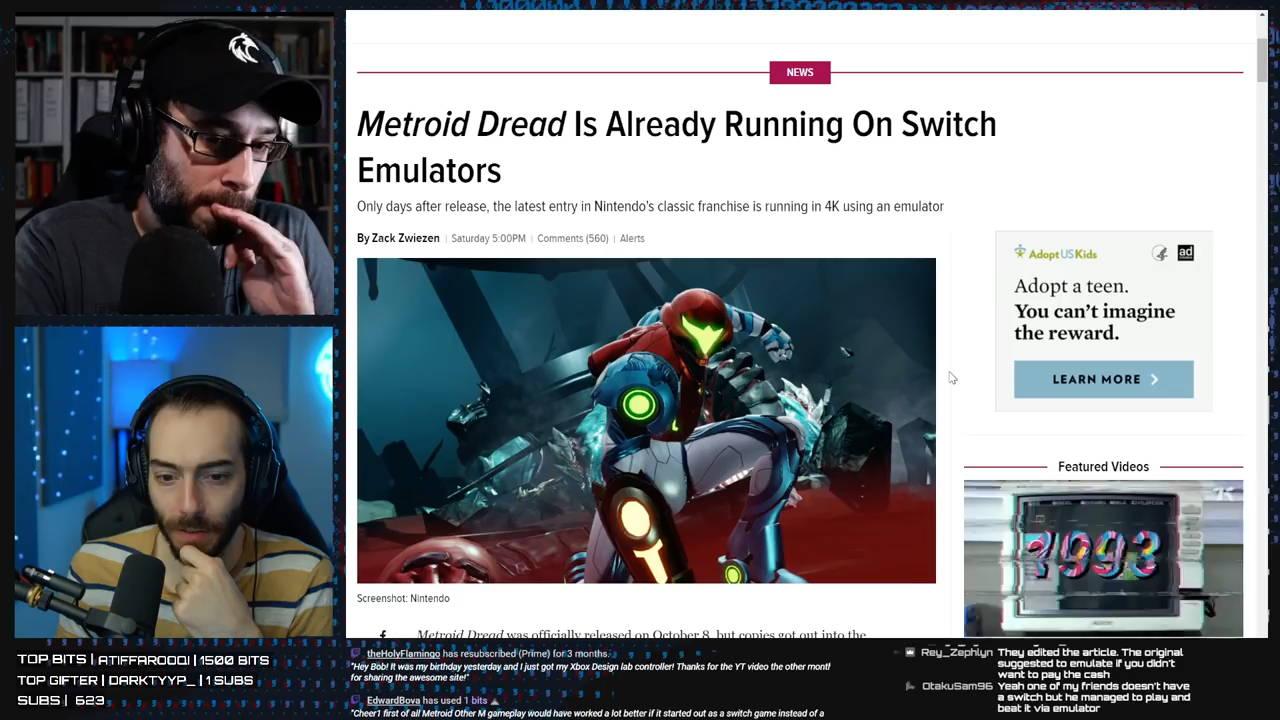 NEWS
Metroid Dread Is Already Running On Switch
Emulators
Only days after release, the latest entry in Nintendo's classic franchise is running in 4K using an emulator
By Zack Zwiezen | Saturday 5:00PM | Comments (560) | Alerts
Adopt US Kids
ad
Adopt a teen.
You can't imagine
the reward.
LEARN MORE
Featured Videos
1993
Screenshot: Nintendo
Metroid Dread was officially released on October 8, but copies got out into the
TOP BITS | ATIFFAROOQI | 1500 BITS
TOP GIFTER | DARKTYYP_ | 1 SUBS
SUBS | 623
theHolyFlamingo has resubscribed (Prime) for 3 months.
"Hey Bob! It was my birthday yesterday and I just got my Xbox Design lab controller! Thanks for the YT video the other month
for sharing the awesome site!"
EdwardBova has used 1 bits
"Cheer1 first of all Metroid Other M gameplay would have worked a lot better if it started out as a switch game instead of a
Rey_Zephlyn They edited the article. The original
suggested to emulate if you didn't
want to pay the cash
OtakuSam96 Yeah one of my friends doesn't have
a switch but he managed to play and
beat it via emulator